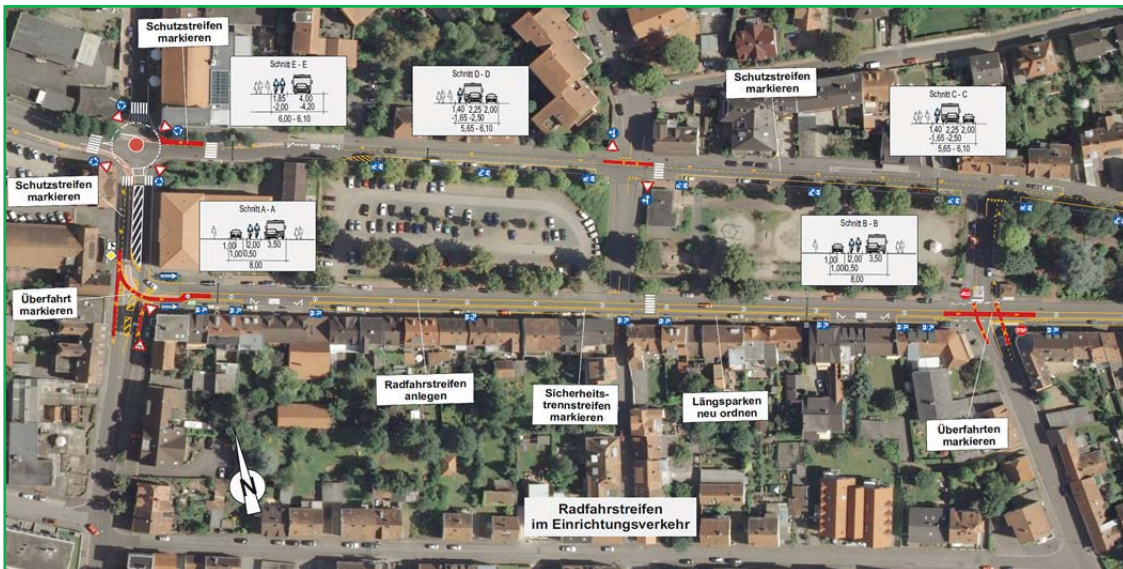 Schutzstreifen
markieren
Schnitt E - E
1,85 4,00
-2,00 -4,20
6,00 - 6,10
Schnitt D - D
1,40 2,25 2,00
-1,65 -2,50
5,65 - 6,10
Schutzstreifen
markieren
Schnitt C - C
1,40 2,25 2,00
-1,65 -2,50
5,65 - 6,10
Schutzstreifen
markieren
Schnitt A - A
1,00 2,00 3,50
1,00 0,50
8,00
Schnitt B - B
1,00 2,00 3,50
1,00 0,50
8,00
Überfahrt
markieren
Radfahrstreifen
anlegen
Sicherheits-
trennstreifen
markieren
Längsparken
neu ordnen
Überfahrten
markieren
N
Radfahrstreifen
im Einrichtungsverkehr